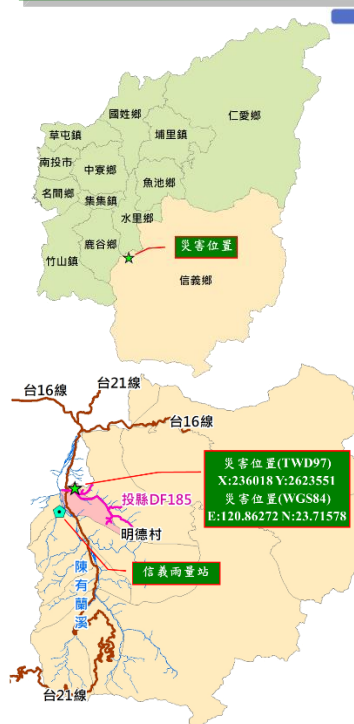 國姓鄉
仁愛鄉
草屯鎮
埔里鎮
南投市
中寮鄉
名間鄉
魚池鄉
集集鎮
水里鄉
鹿谷鄉
竹山鎮
信義鄉
災害位置
台16線
台21線
台16線
災害位置(TWD97)
X:236018 Y:2623551
災害位置(WGS84)
E:120.86272 N:23.71578
投縣DF185
明德村
信義雨量站
陳有蘭溪
台21線